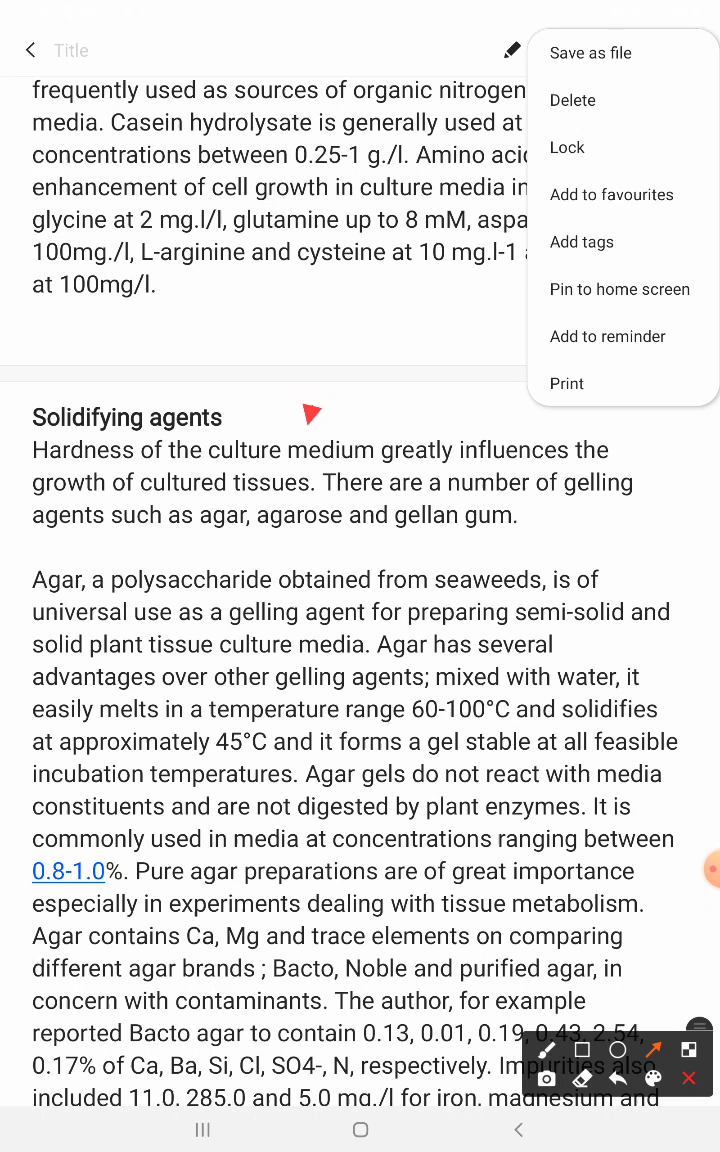 Title
frequently used as sources of organic nitrogen
media. Casein hydrolysate is generally used at
concentrations between 0.25-1 g./l. Amino
enhancement of cell growth in culture media
glycine at 2 mg.l/l, glutamine up to 8 mM,
100mg./l, L-arginine and cysteine at 10 mg.l-1
at 100mg/l.
Save as file
Delete
Lock
Add to favourites
Add tags
Pin to home screen
Add to reminder
Print
Solidifying agents
Hardness of the culture medium greatly influences the
growth of cultured tissues. There are a number of gelling
agents such as agar, agarose and gellan gum.
Agar, a polysaccharide obtained from seaweeds, is of
universal use as a gelling agent for preparing semi-solid and
solid plant tissue culture media. Agar has several
advantages over other gelling agents; mixed with water, it
easily melts in a temperature range 60-100°C and solidifies
at approximately 45°C and it forms a gel stable at all feasible
incubation temperatures. Agar gels do not react with media
constituents and are not digested by plant enzymes. It is
commonly used in media at concentrations ranging between
0.8-1.0%. Pure agar preparations are of great importance
especially in experiments dealing with tissue metabolism.
Agar contains Ca, Mg and trace elements on comparing
different agar brands ; Bacto, Noble and purified agar, in
concern with contaminants. The author, for example
reported Bacto agar to contain 0.13, 0.01, 0.19, 0.43, 2.54,
0.17% of Ca, Ba, Si, Cl, SO4-, N, respectively. Impurities also
included 11.0, 285.0 and 5.0 mg./l for iron, magnesium and